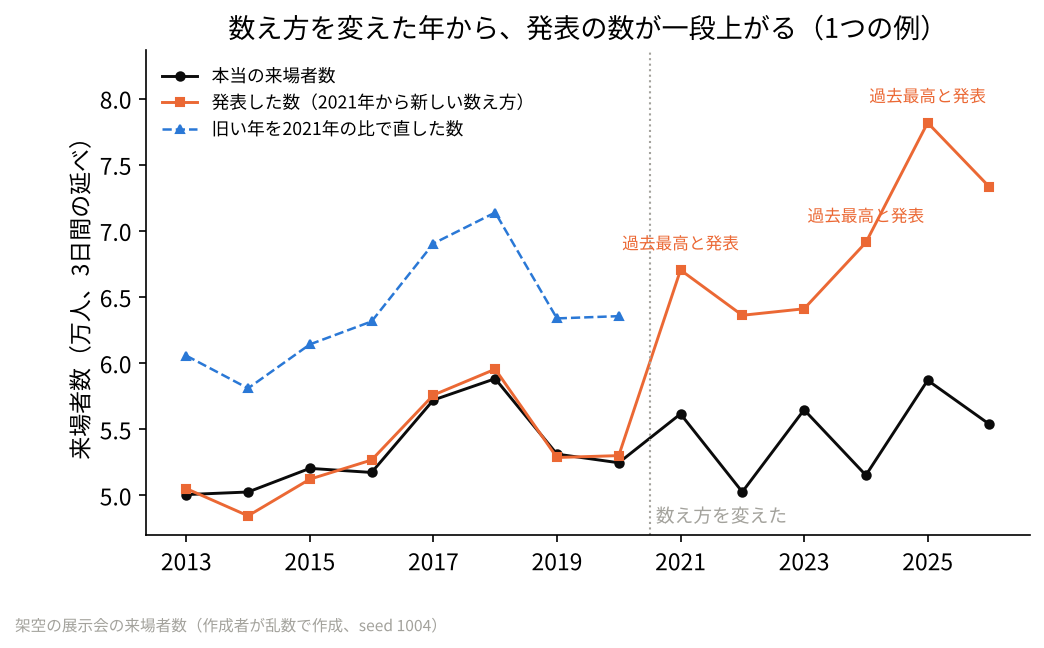 数え方を変えた年から、発表の数が一段上がる（1つの例）
本当の来場者数
発表した数（2021年から新しい数え方）
旧い年を2021年の比で直した数
来場者数（万人、3日間の延べ）
8.0
7.5
7.0
6.5
6.0
5.5
5.0
過去最高と発表
過去最高と発表
過去最高と発表
数え方を変えた
2013
2015
2017
2019
2021
2023
2025
架空の展示会の来場者数（作成者が乱数で作成、seed 1004）